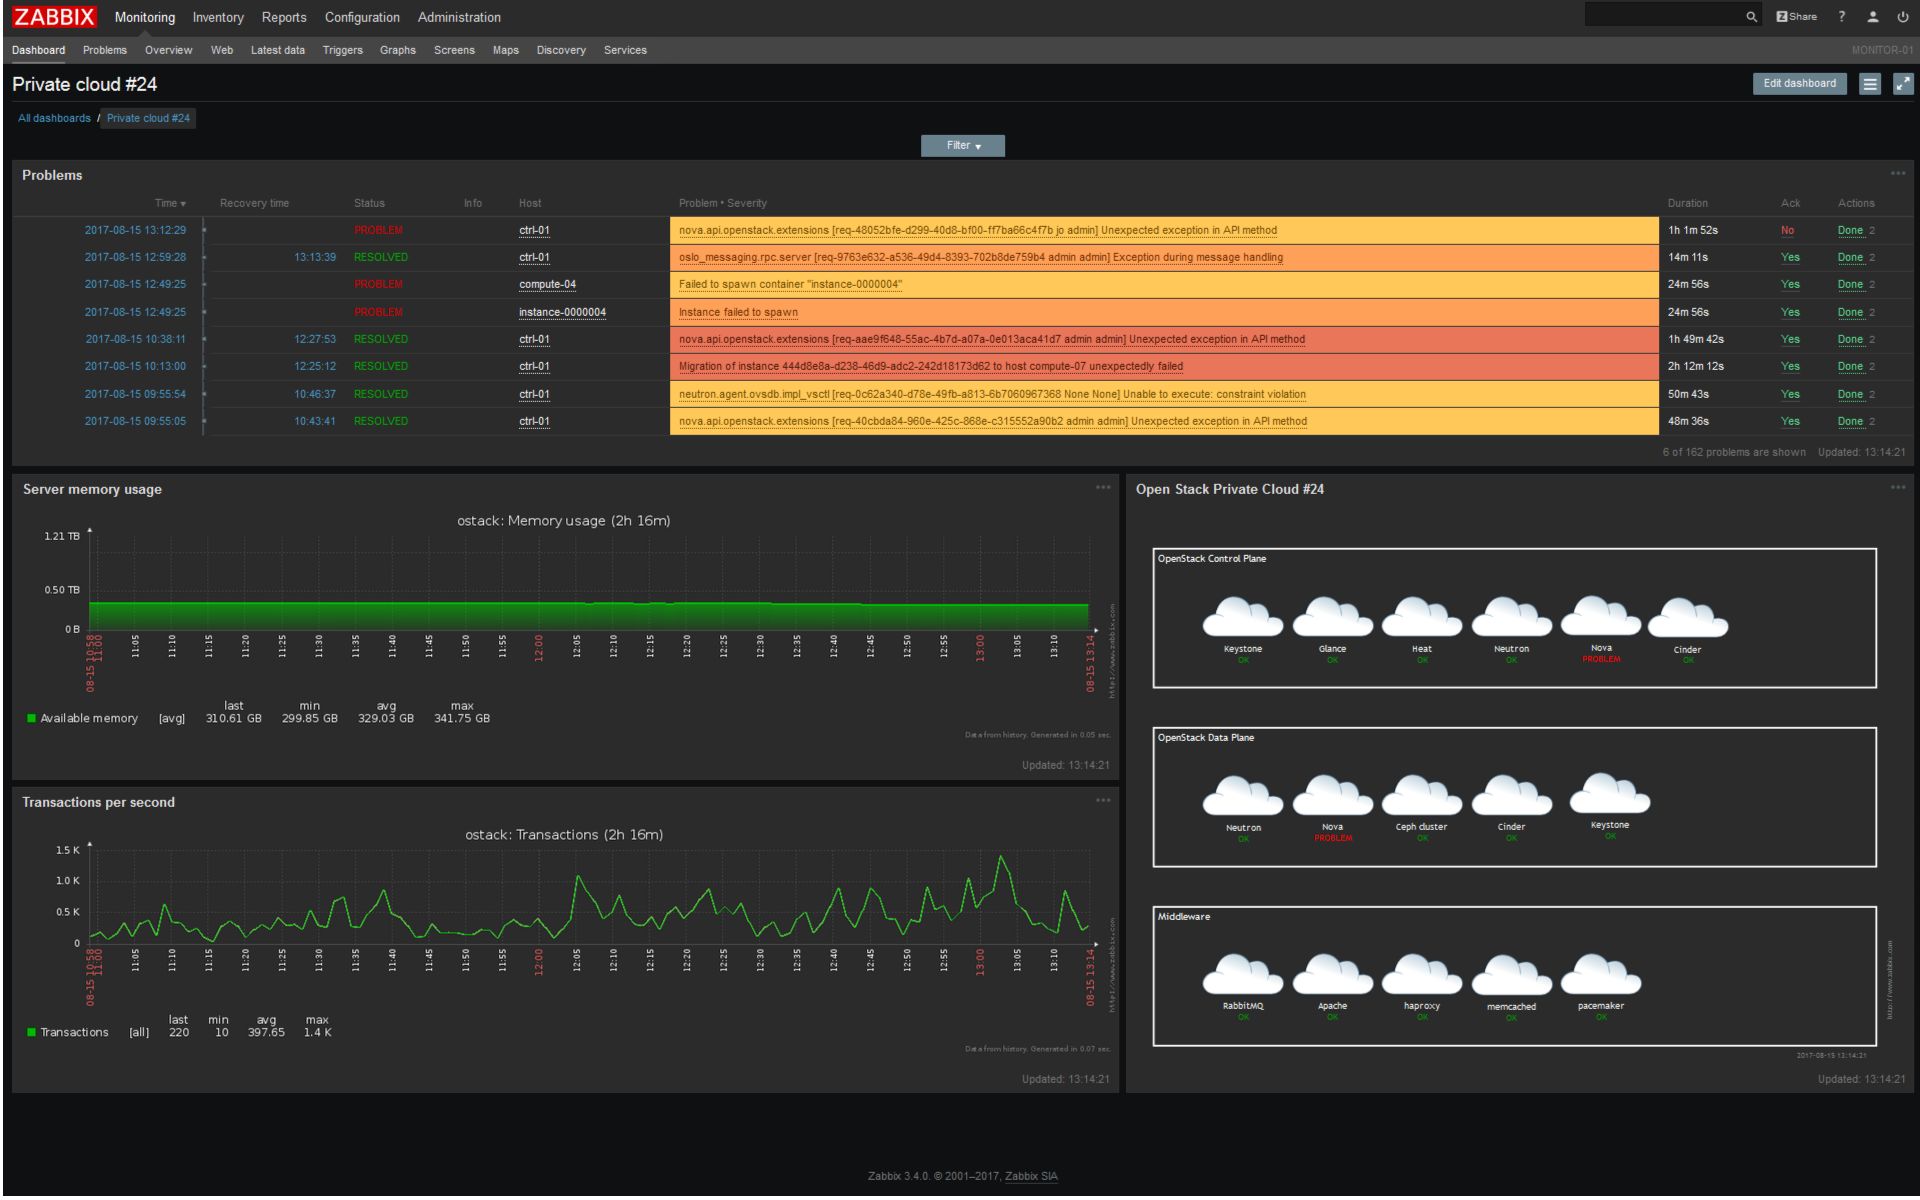 ZABBIX Monitoring Inventory Reports Configuration Administration Z Share ?
Dashboard Problems Overview Web Latest data Triggers Graphs Screens Maps Discovery Services MONITOR-01
Private cloud #24 Edit dashboard
All dashboards / Private cloud #24
Filter ▾
Problems
Time ▾ Recovery time Status Info Host Problem • Severity Duration Ack Actions
2017-08-15 13:12:29 PROBLEM ctrl-01 nova.api.openstack.extensions [req-48052bfe-d299-40d8-bf00-ff7ba66c4f7b jo admin] Unexpected exception in API method 1h 1m 52s No Done 2
2017-08-15 12:59:28 13:13:39 RESOLVED ctrl-01 oslo_messaging.rpc.server [req-9763e632-a536-49d4-8393-702b8de759b4 admin admin] Exception during message handling 14m 11s Yes Done 2
2017-08-15 12:49:25 PROBLEM compute-04 Failed to spawn container "instance-0000004" 24m 56s Yes Done 2
2017-08-15 12:49:25 PROBLEM instance-0000004 Instance failed to spawn 24m 56s Yes Done 2
2017-08-15 10:38:11 12:27:53 RESOLVED ctrl-01 nova.api.openstack.extensions [req-aae9f648-55ac-4b7d-a07a-0e013aca41d7 admin admin] Unexpected exception in API method 1h 49m 42s Yes Done 2
2017-08-15 10:13:00 12:25:12 RESOLVED ctrl-01 Migration of instance 444d8e8a-d238-46d9-adc2-242d18173d62 to host compute-07 unexpectedly failed 2h 12m 12s Yes Done 2
2017-08-15 09:55:54 10:46:37 RESOLVED ctrl-01 neutron.agent.ovsdb.impl_vsctl [req-0c62a340-d78e-49fb-a813-6b7060967368 None None] Unable to execute: constraint violation 50m 43s Yes Done 2
2017-08-15 09:55:05 10:43:41 RESOLVED ctrl-01 nova.api.openstack.extensions [req-40cbda84-960e-425c-868e-c315552a90b2 admin admin] Unexpected exception in API method 48m 36s Yes Done 2
6 of 162 problems are shown Updated: 13:14:21
Server memory usage
ostack: Memory usage (2h 16m)
1.21 TB
0.50 TB
0 B
08-15 10:58 11:00 11:05 11:10 11:15 11:20 11:25 11:30 11:35 11:40 11:45 11:50 11:55 12:00 12:05 12:10 12:15 12:20 12:25 12:30 12:35 12:40 12:45 12:50 12:55 13:00 13:05 13:10 08-15 13:14
http://www.zabbix.com
last min avg max
Available memory [avg] 310.61 GB 299.85 GB 329.03 GB 341.75 GB
Data from history. Generated in 0.05 sec.
Updated: 13:14:21
Transactions per second
ostack: Transactions (2h 16m)
1.5 K
1.0 K
0.5 K
0
08-15 10:58 11:00 11:05 11:10 11:15 11:20 11:25 11:30 11:35 11:40 11:45 11:50 11:55 12:00 12:05 12:10 12:15 12:20 12:25 12:30 12:35 12:40 12:45 12:50 12:55 13:00 13:05 13:10 08-15 13:14
http://www.zabbix.com
last min avg max
Transactions [all] 220 10 397.65 1.4 K
Data from history. Generated in 0.07 sec.
Updated: 13:14:21
Open Stack Private Cloud #24
OpenStack Control Plane
Keystone Glance Heat Neutron Nova Cinder
OK OK OK OK PROBLEM OK
OpenStack Data Plane
Neutron Nova Ceph cluster Cinder Keystone
OK PROBLEM OK OK OK
Middleware
RabbitMQ Apache haproxy memcached pacemaker
OK OK OK OK OK
http://www.zabbix.com
2017-08-15 13:14:21
Updated: 13:14:21
Zabbix 3.4.0. © 2001–2017, Zabbix SIA